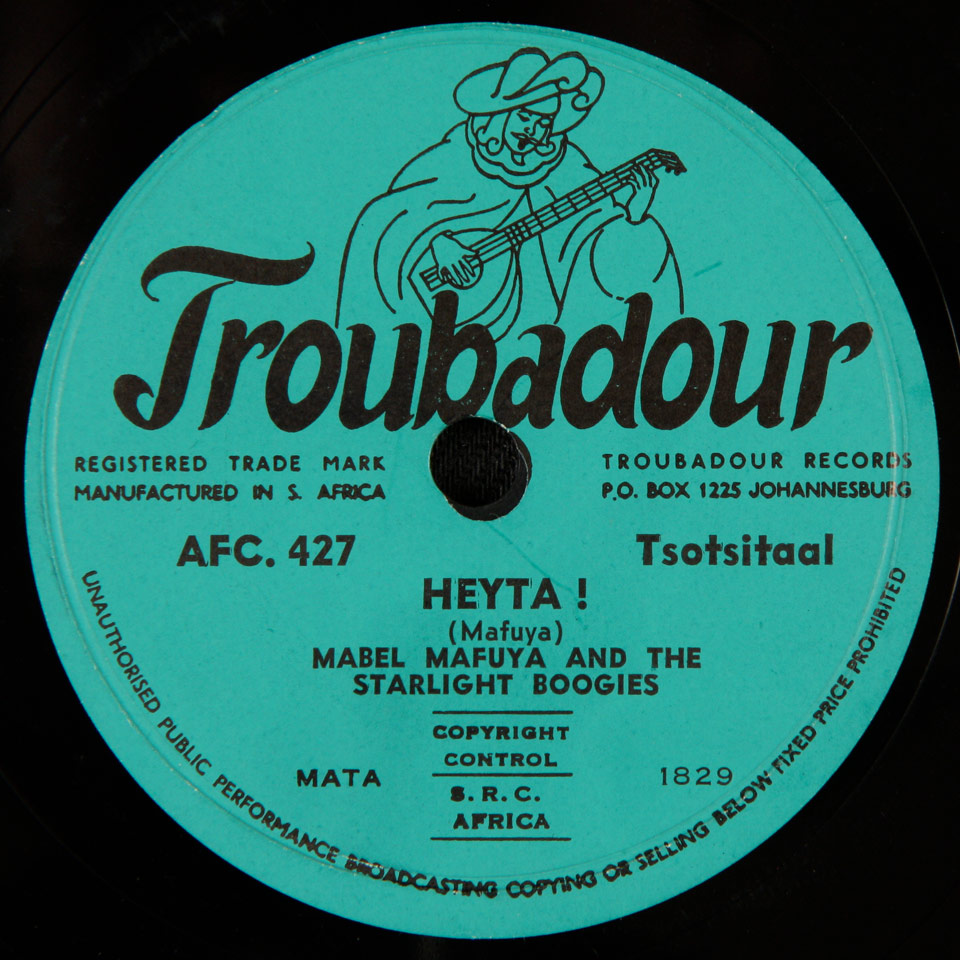 Troubadour
REGISTERED TRADE MARK
MANUFACTURED IN S. AFRICA
TROUBADOUR RECORDS
P.O. BOX 1225 JOHANNESBURG
AFC. 427
Tsotsitaal
HEYTA !
(Mafuya)
MABEL MAFUYA AND THE
STARLIGHT BOOGIES
COPYRIGHT
CONTROL
MATA
1829
S. R. C.
AFRICA
UNAUTHORISED PUBLIC PERFORMANCE BROADCASTING COPYING OR SELLING BELOW FIXED PRICE PROHIBITED